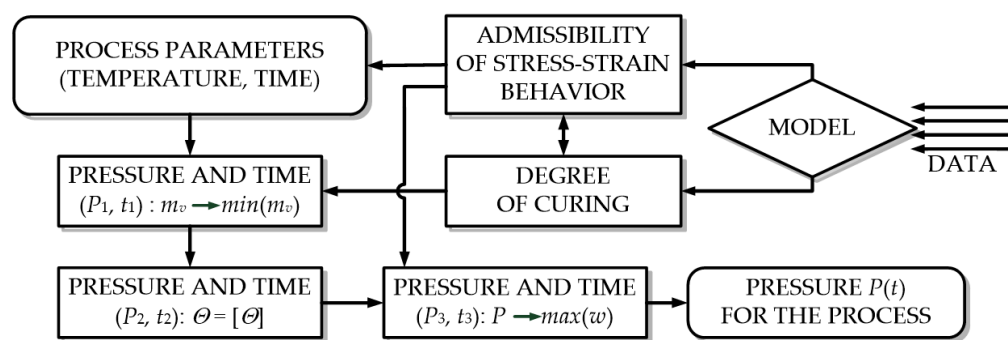 PROCESS PARAMETERS
(TEMPERATURE, TIME)
ADMISSIBILITY
OF STRESS-STRAIN
BEHAVIOR
MODEL
DATA
PRESSURE AND TIME
(P₁, t₁) : mᵥ → min(mᵥ)
DEGREE
OF CURING
PRESSURE AND TIME
(P₂, t₂): Θ = [Θ]
PRESSURE AND TIME
(P₃, t₃): P → max(w)
PRESSURE P(t)
FOR THE PROCESS